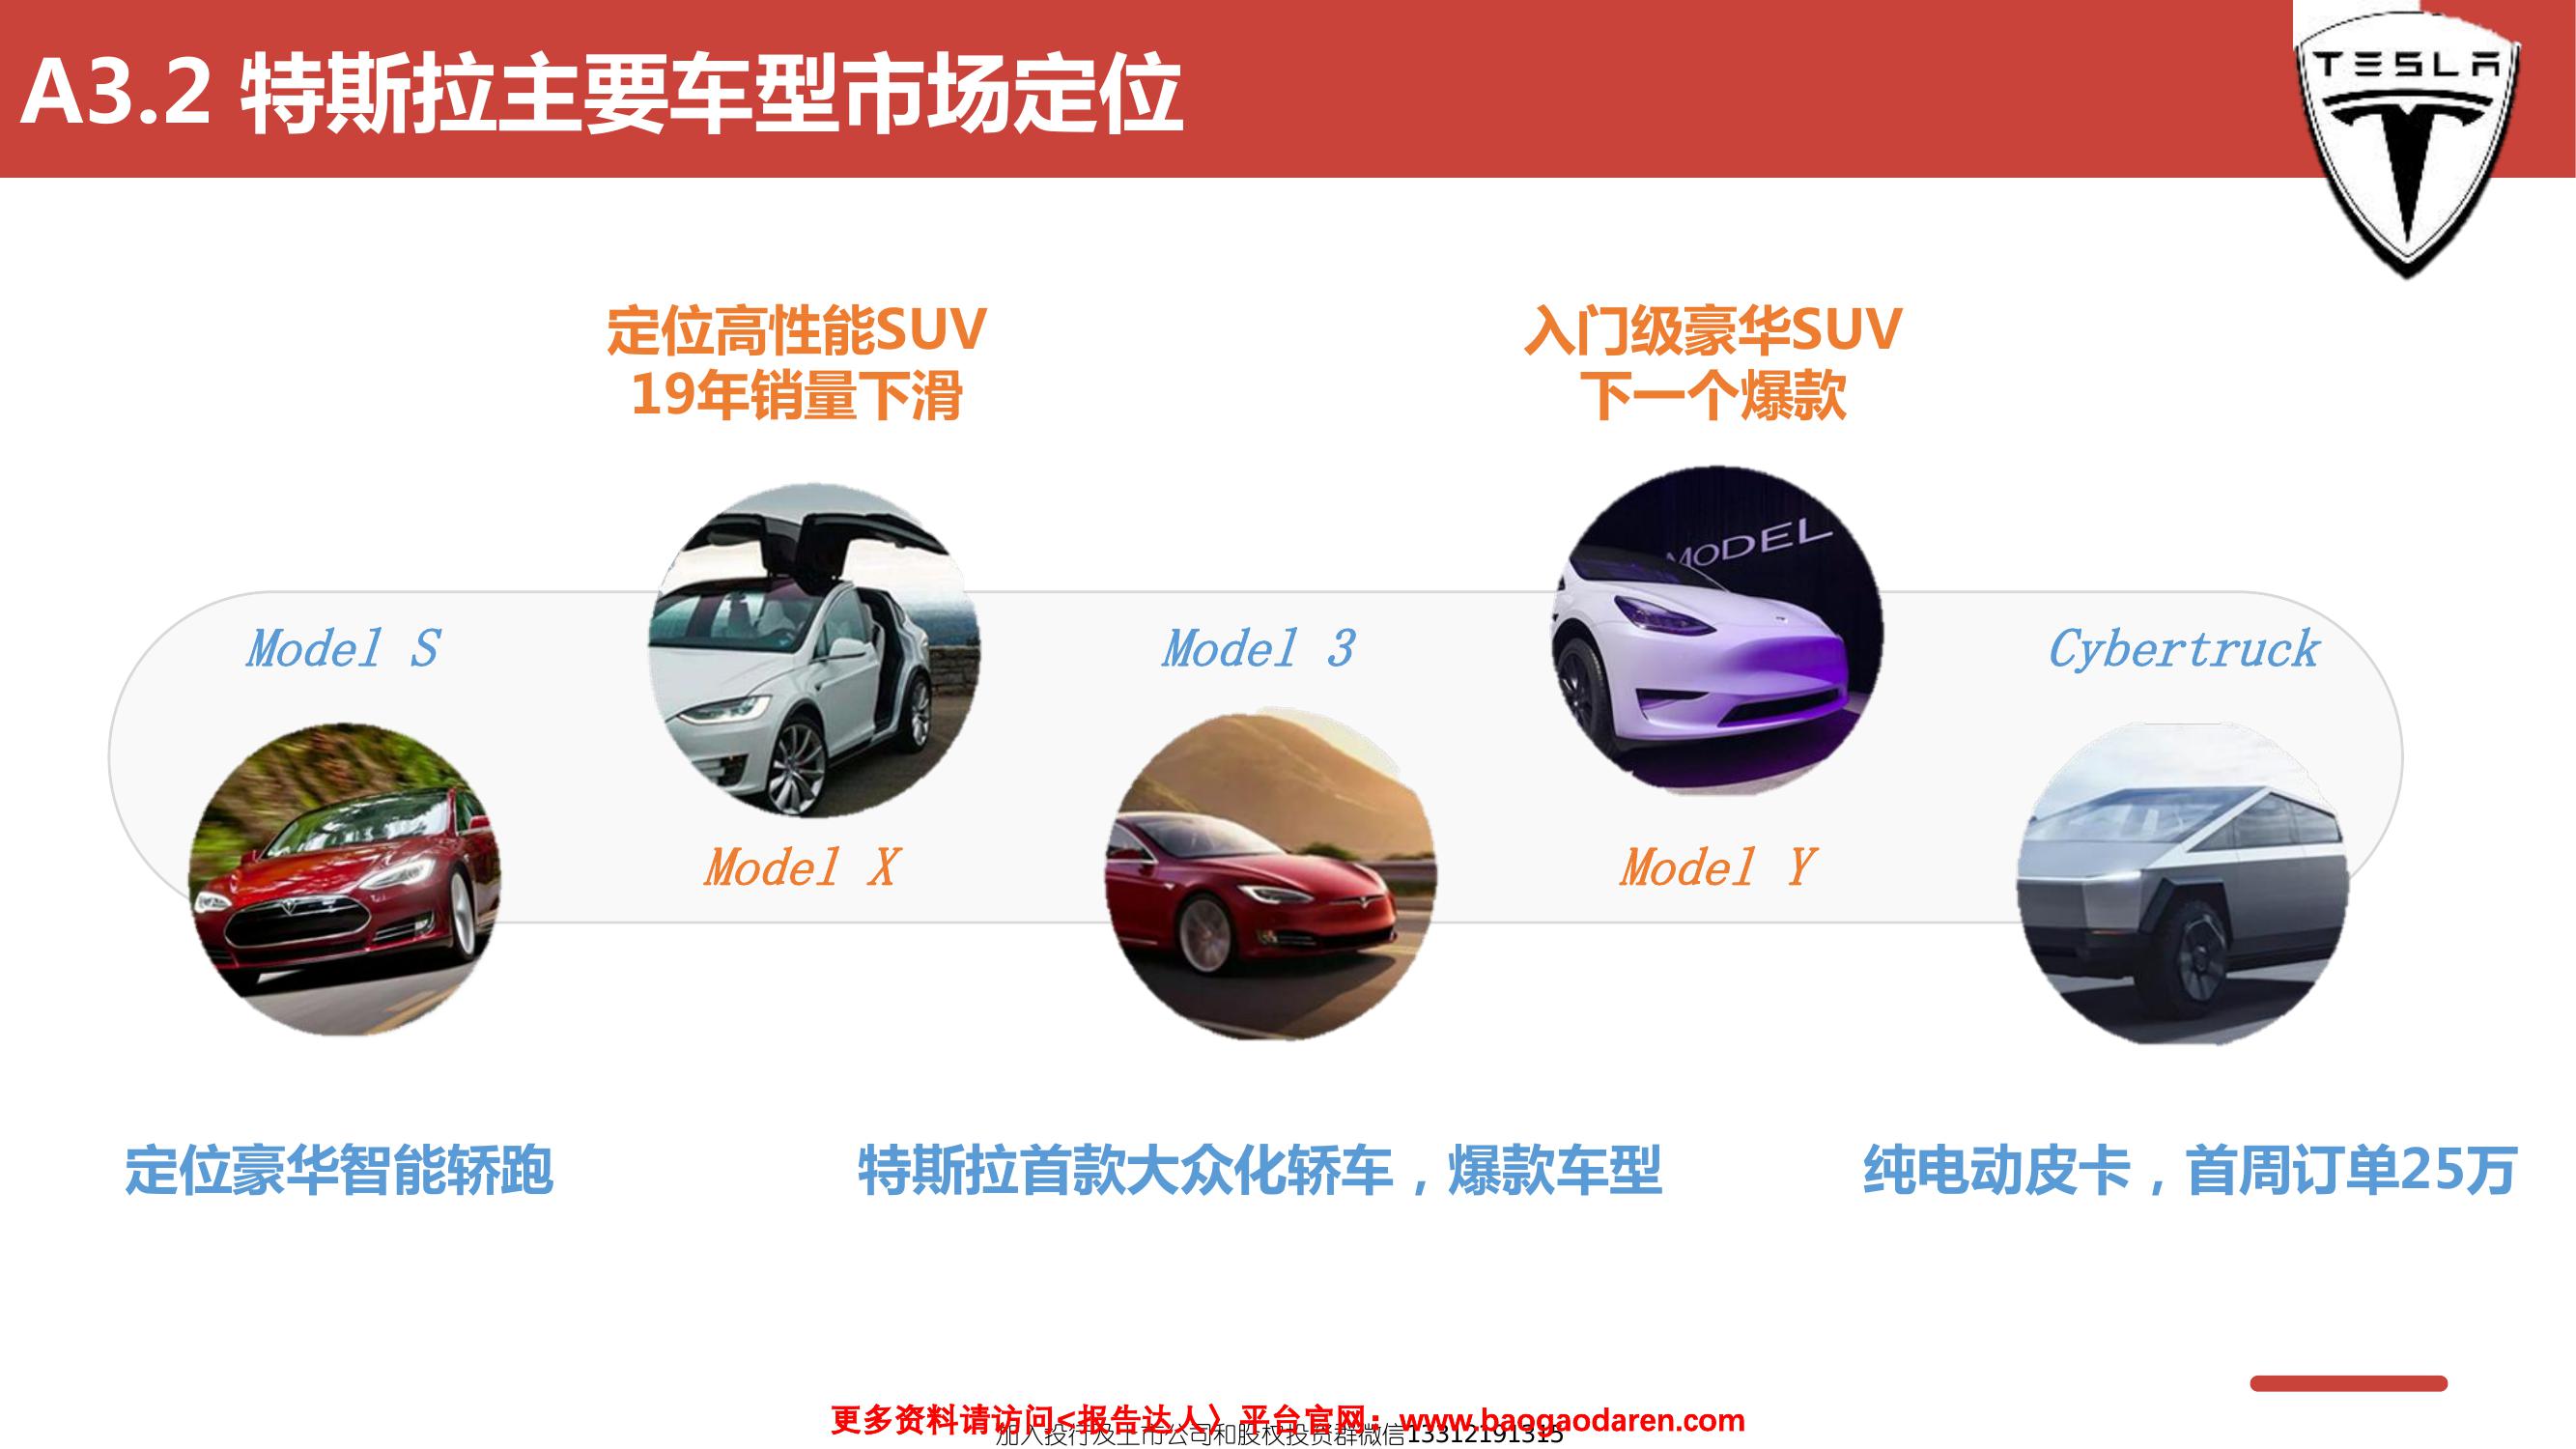 A3.2 特斯拉主要车型市场定位
TESLA
定位高性能SUV
19年销量下滑
入门级豪华SUV
下一个爆款
MODEL
Model S
Model 3
Cybertruck
Model X
Model Y
定位豪华智能轿跑
特斯拉首款大众化轿车，爆款车型
纯电动皮卡，首周订单25万
更多资料请访问<报告达人〉平台官网：www.baogaodaren.com
加入投行及上市公司和股权投资群微信13312191315